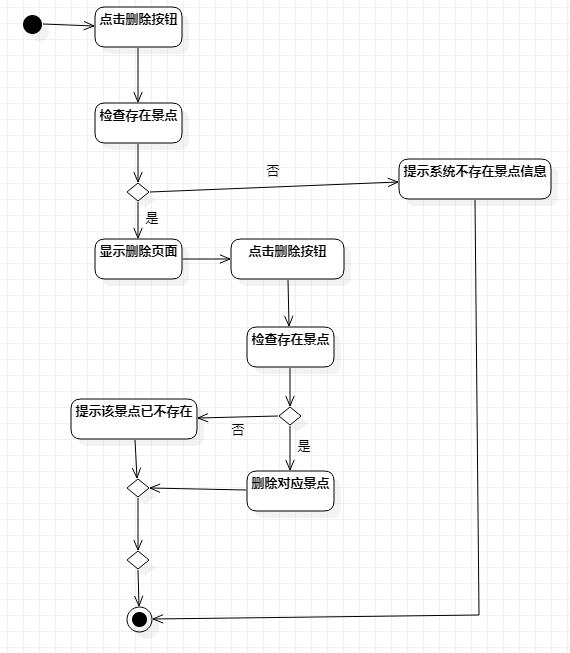 点击删除按钮
检查存在景点
否
提示系统不存在景点信息
是
显示删除页面
点击删除按钮
检查存在景点
提示该景点已不存在
否
是
删除对应景点